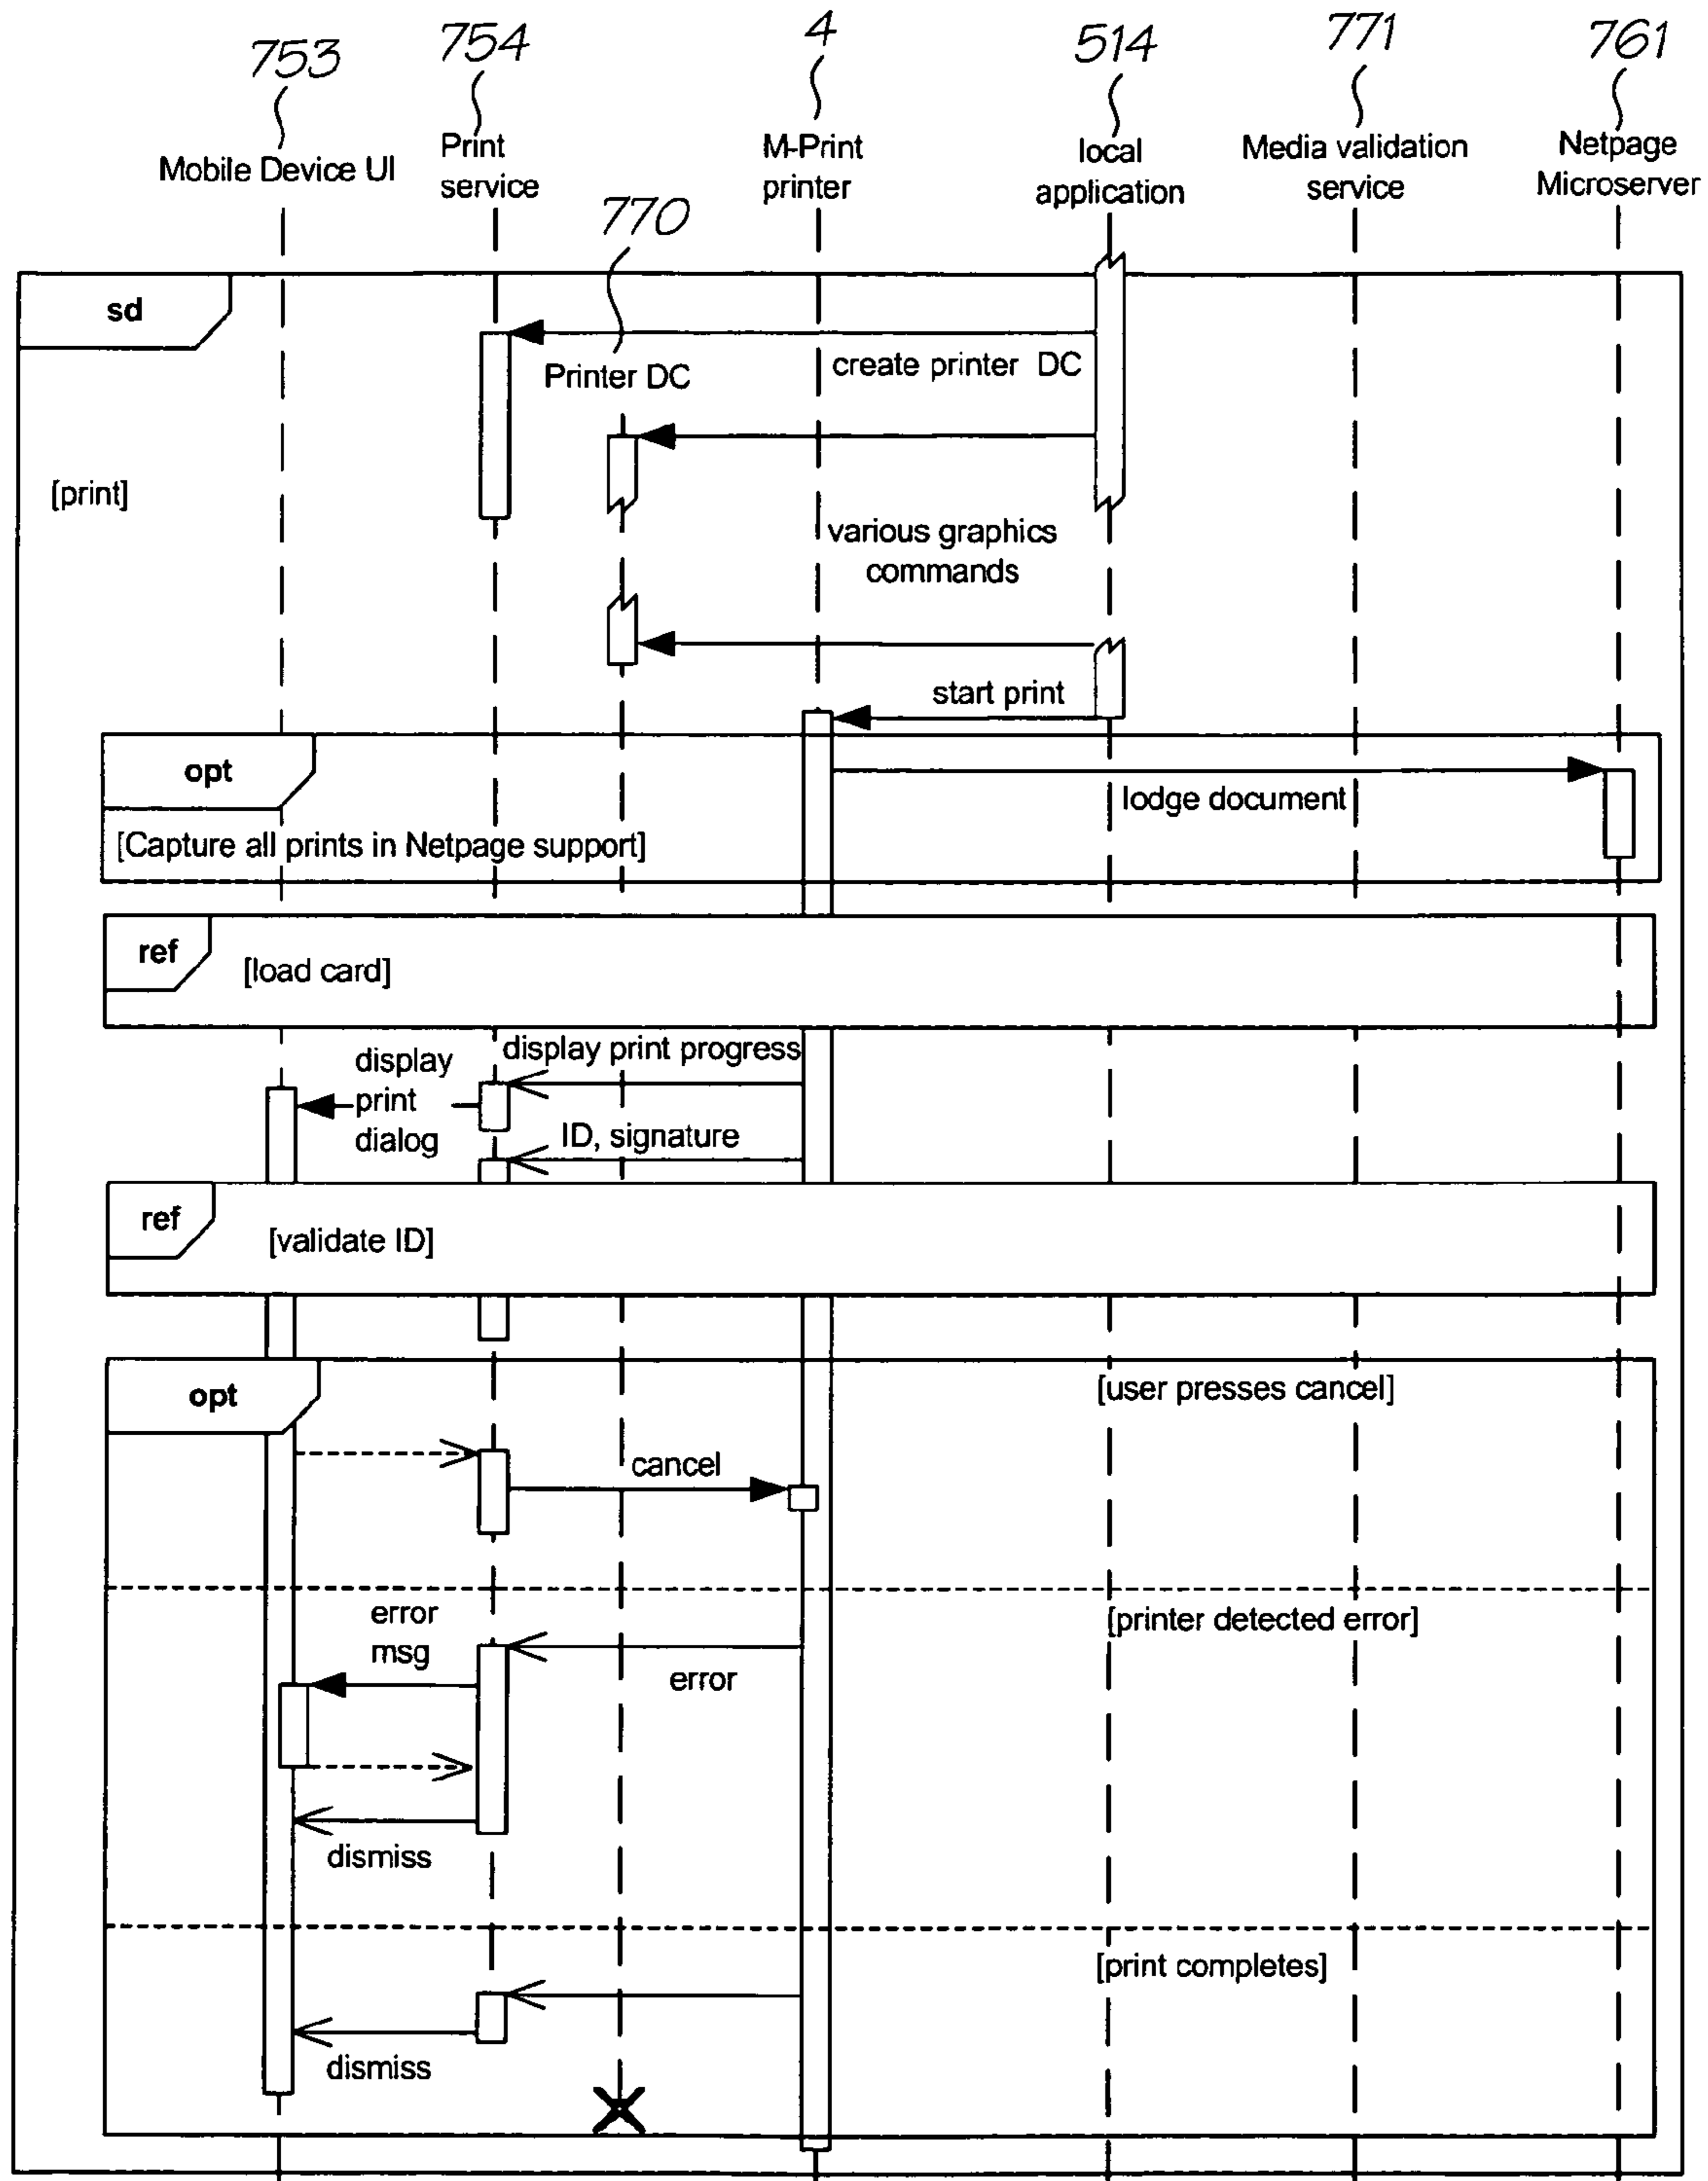 753
754
4
514
771
761
Mobile Device UI
Print
service
M-Print
printer
local
application
Media validation
service
Netpage
Microserver
770
sd
Printer DC
create printer DC
[print]
various graphics
commands
start print
opt
lodge document
[Capture all prints in Netpage support]
ref
[load card]
display print progress
display
print
dialog
ID, signature
ref
[validate ID]
opt
[user presses cancel]
cancel
[printer detected error]
error
msg
error
dismiss
[print completes]
dismiss